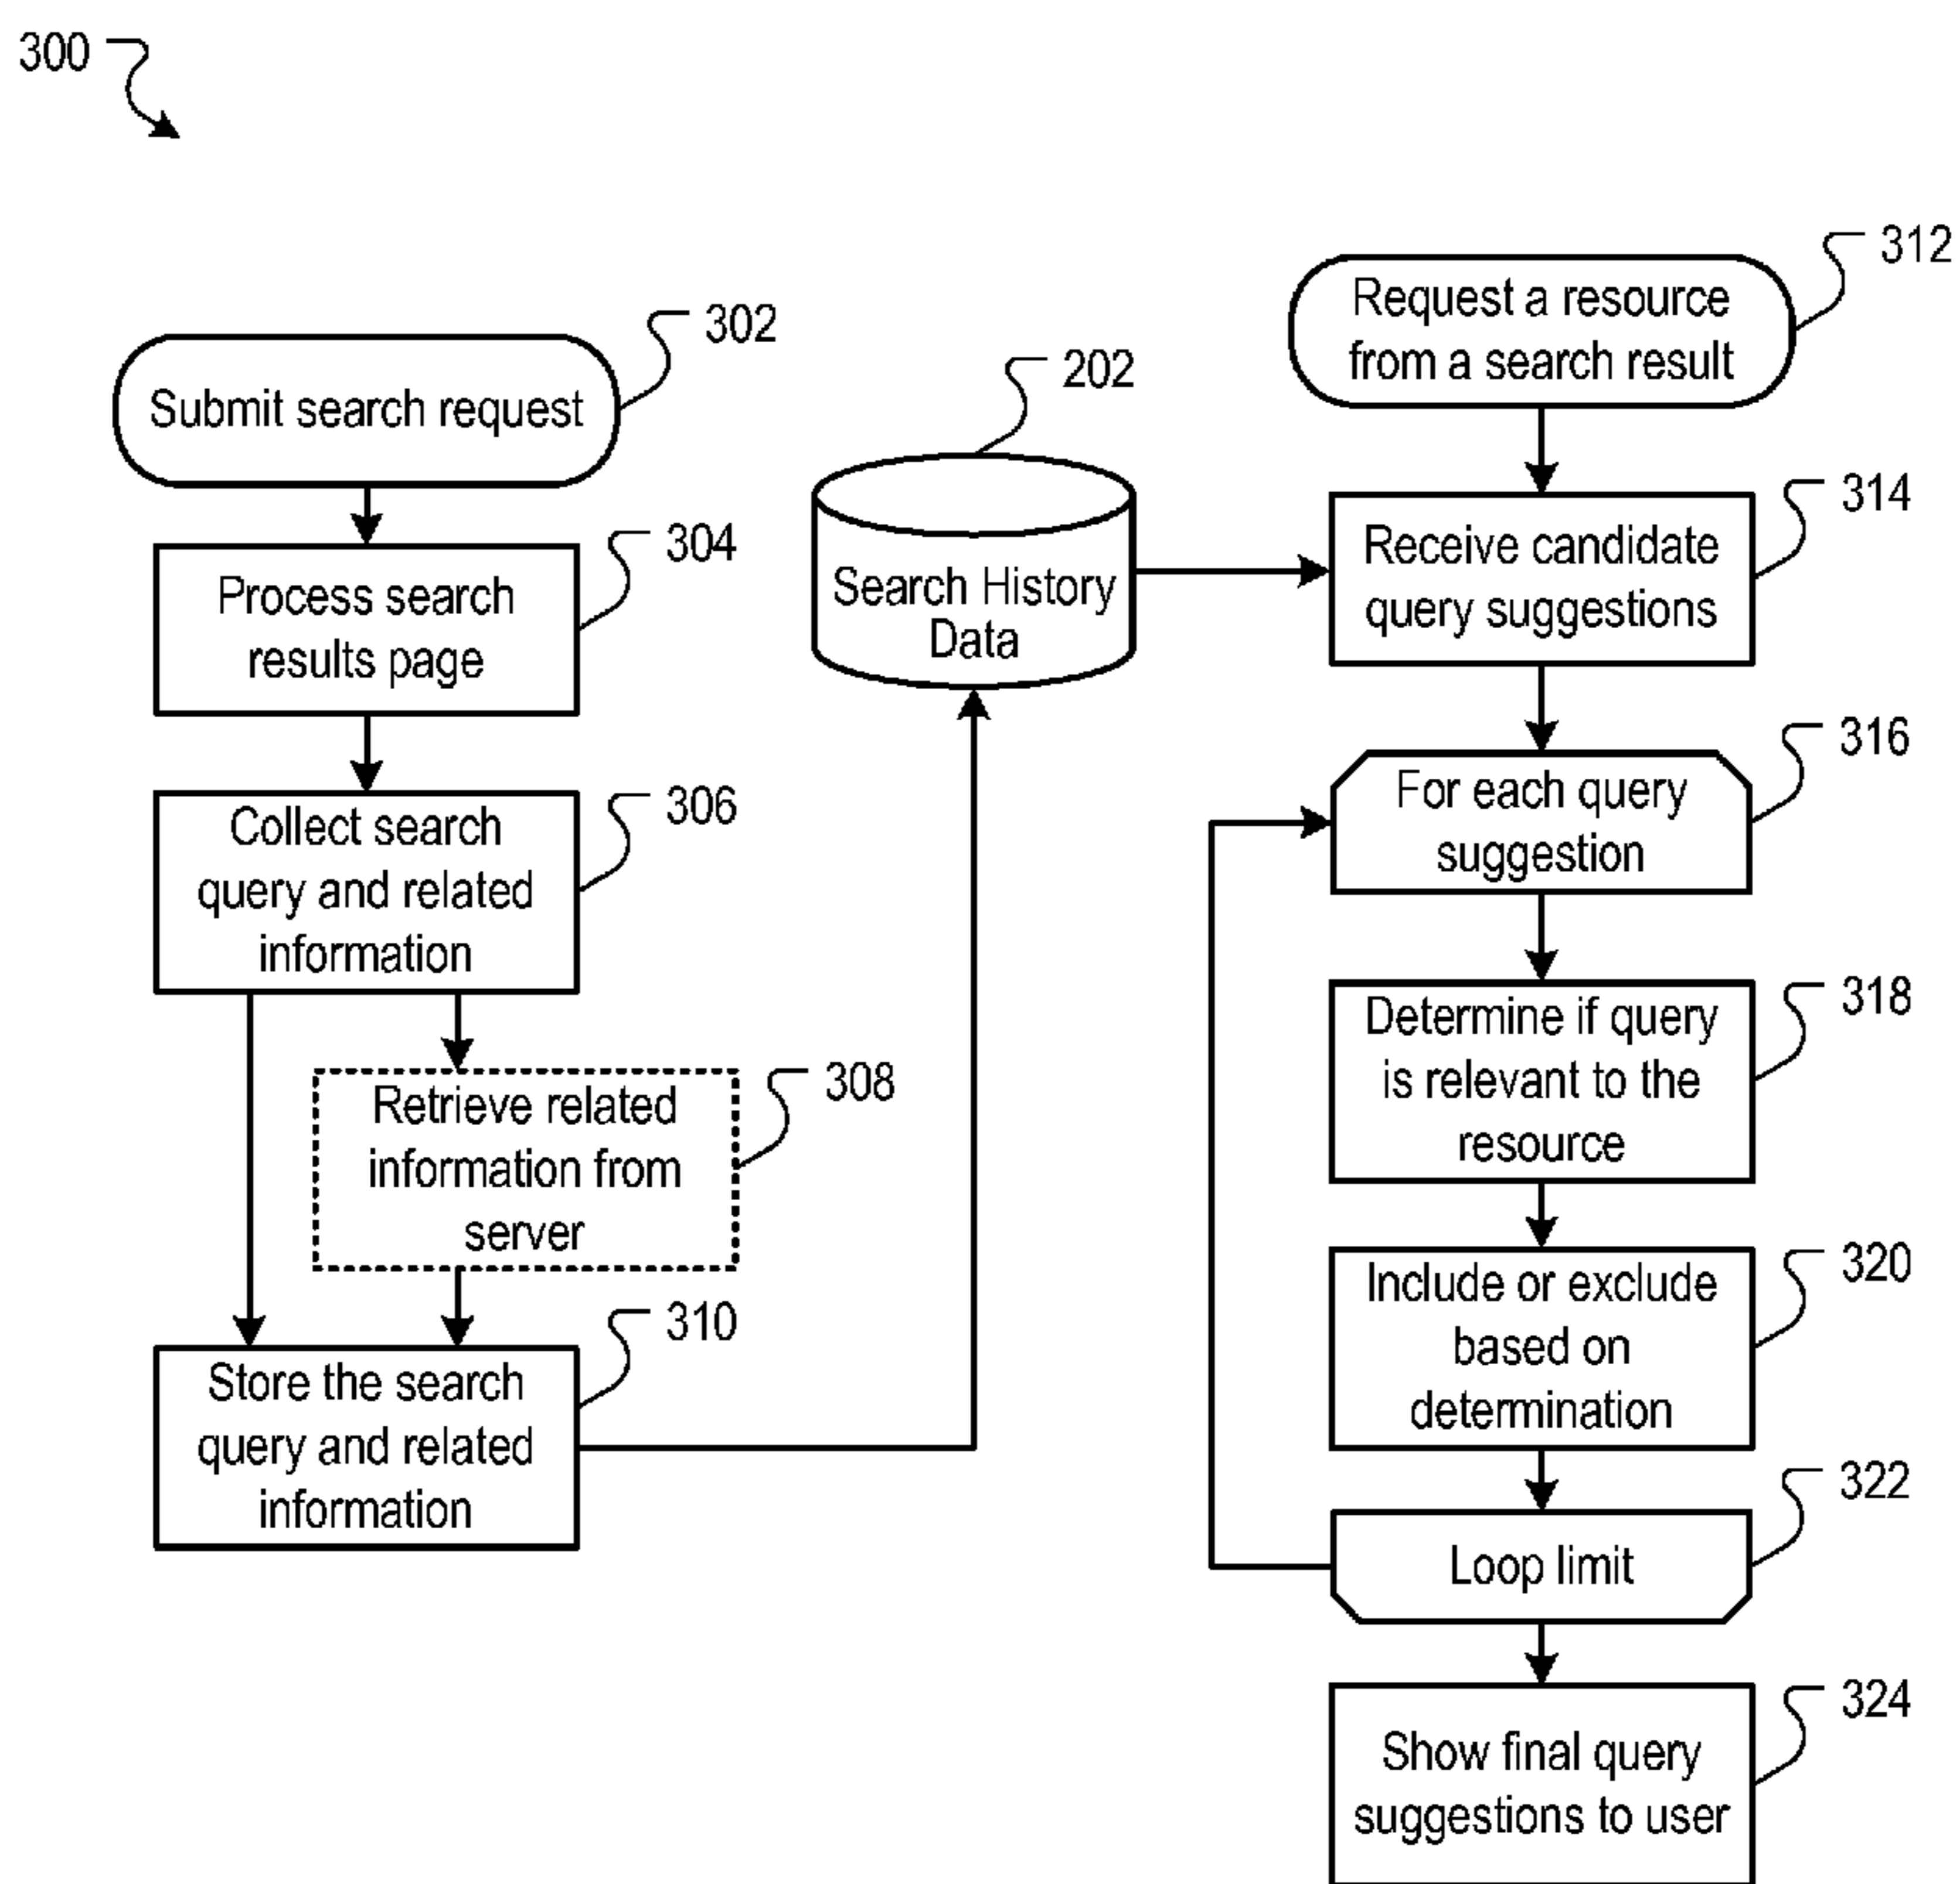 300
302
Submit search request
304
Process search
results page
306
Collect search
query and related
information
308
Retrieve related
information from
server
310
Store the search
query and related
information
202
Search History
Data
312
Request a resource
from a search result
314
Receive candidate
query suggestions
316
For each query
suggestion
318
Determine if query
is relevant to the
resource
320
Include or exclude
based on
determination
322
Loop limit
324
Show final query
suggestions to user